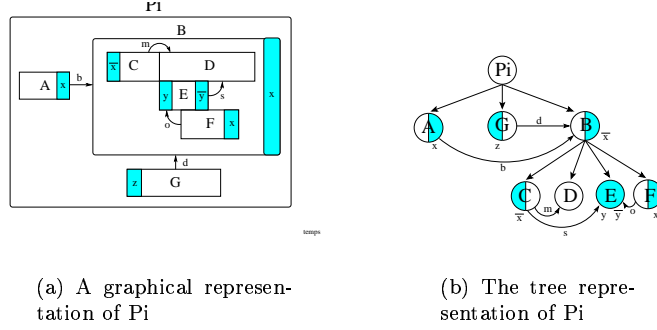 Pi
B
m
x̅ C D
A x b
y E y̅ s
x
o F x
d
z G
temps
Pi
A G d B
x z x̅
b
C m D E o F
x̅ s y y̅ x
(a) A graphical represen-
tation of Pi
(b) The tree repre-
sentation of Pi